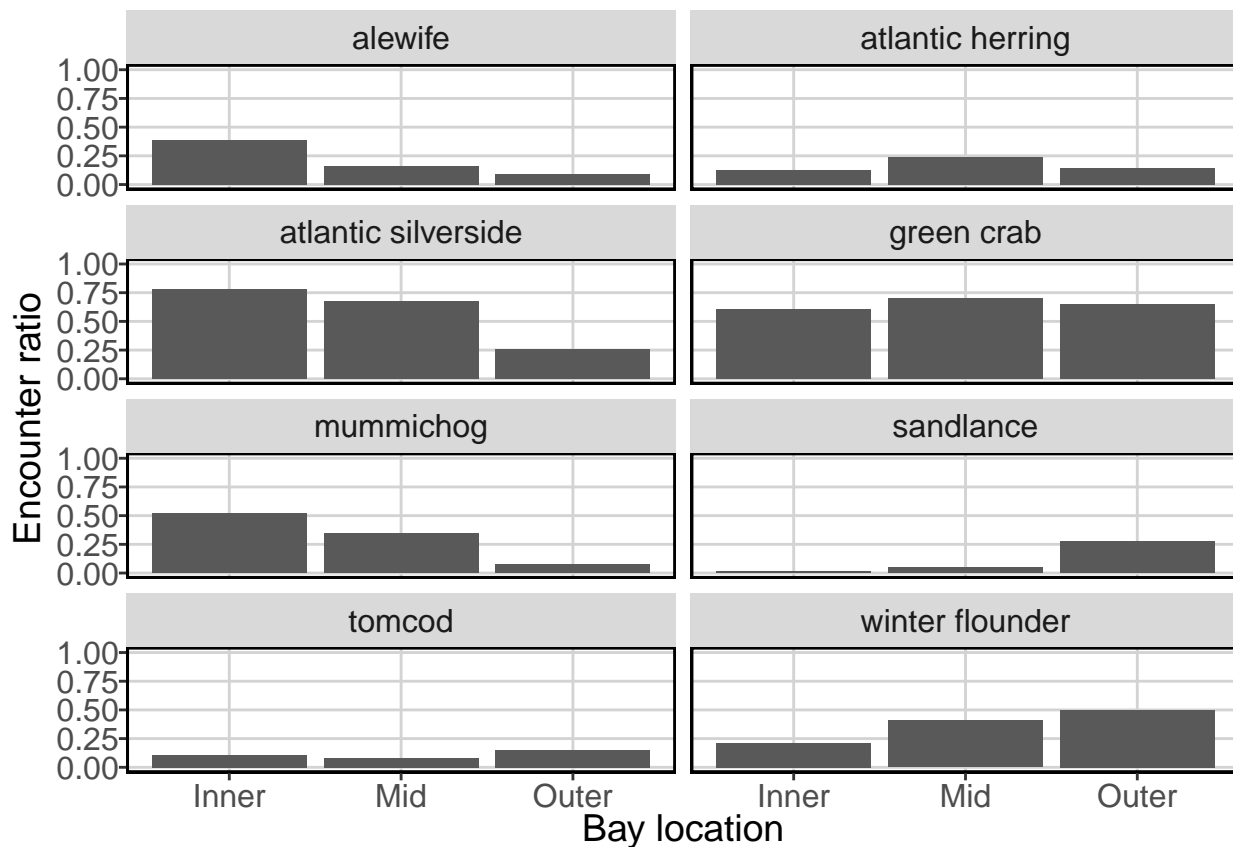 alewife atlantic herring
1.00
0.75
0.50
0.25
0.00
atlantic silverside green crab
1.00
0.75
0.50
0.25
0.00
mummichog sandlance
1.00
0.75
0.50
0.25
0.00
tomcod winter flounder
1.00
0.75
0.50
0.25
0.00
Inner Mid Outer Inner Mid Outer
Bay location
Encounter ratio